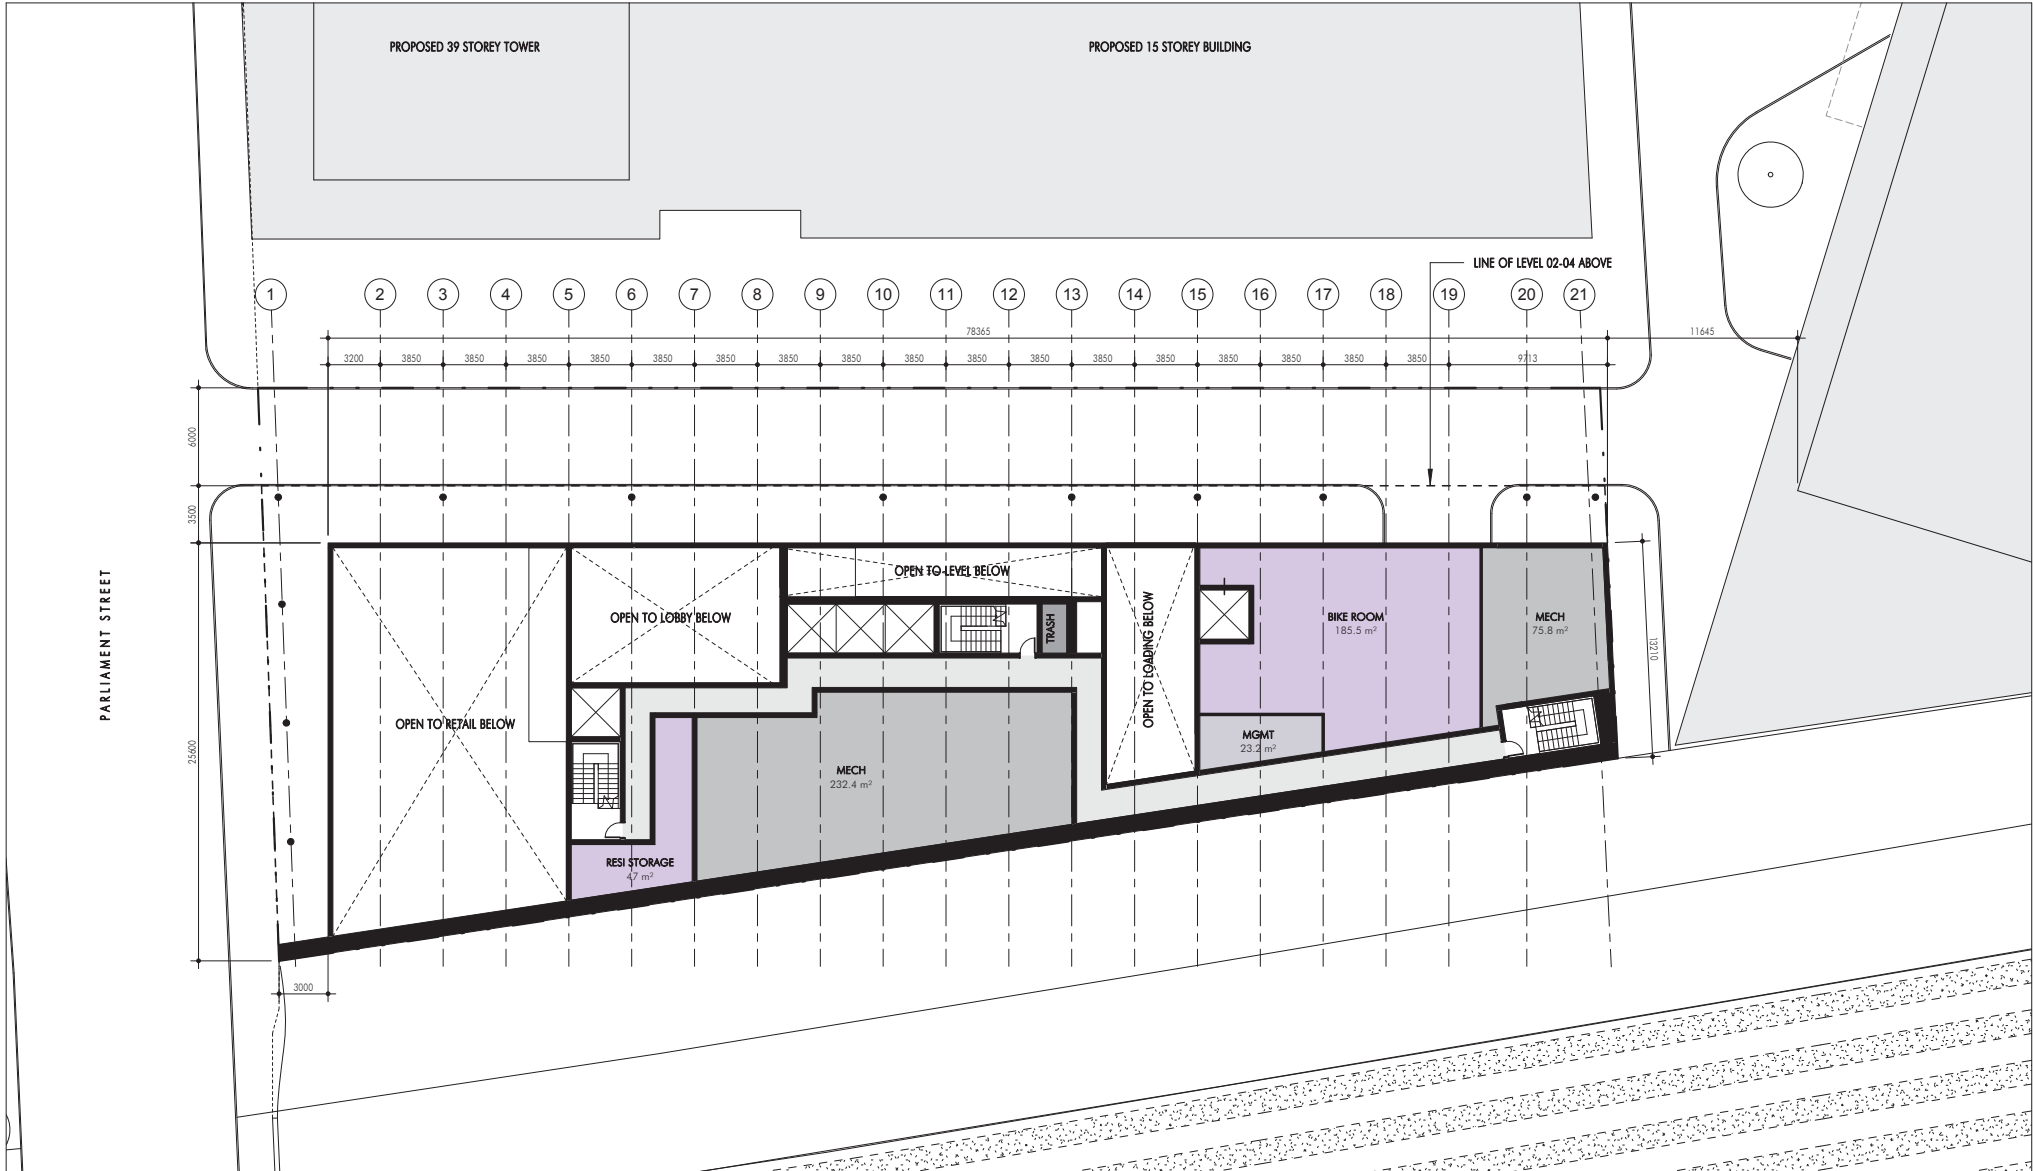 PROPOSED 39 STOREY TOWER
PROPOSED 15 STOREY BUILDING
LINE OF LEVEL 02-04 ABOVE
1 2 3 4 5 6 7 8 9 10 11 12 13 14 15 16 17 18 19 20 21
78365
11645
3200 3850 3850 3850 3850 3850 3850 3850 3850 3850 3850 3850 3850 3850 3850 3850 3850 3850 9713
6000
3500
25600
PARLIAMENT STREET
OPEN TO LEVEL BELOW
OPEN TO LOBBY BELOW
TRASH
OPEN TO LOADING BELOW
BIKE ROOM
185.5 m²
MECH
75.8 m²
13210
OPEN TO RETAIL BELOW
MGMT
23.2 m²
MECH
232.4 m²
RESI STORAGE
47 m²
3000